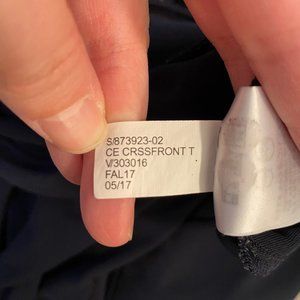 S/873923-02
CE CRSSFRONT T
V/303016
FAL17
05/17